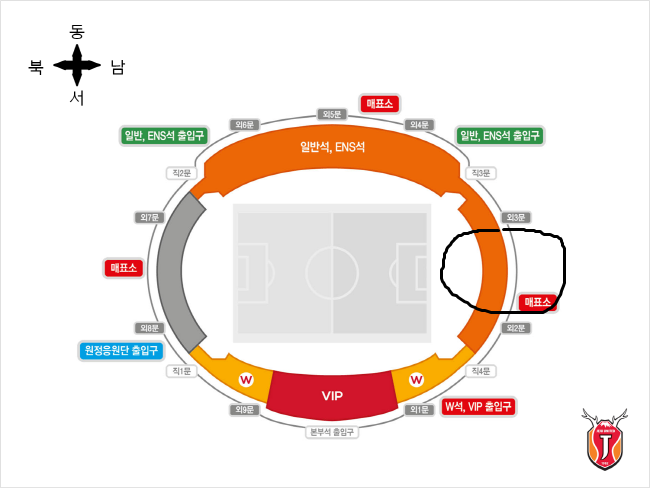 동
북
남
서
매표소
외5문
외6문
외4문
일반, ENS석 출입구
일반, ENS석 출입구
일반석, ENS석
직2문
직3문
외7문
외3문
매표소
매표소
외8문
외2문
원정응원단 출입구
직1문
직4문
W
W
VIP
외9문
외1문
W석, VIP 출입구
본부석 출입구
J